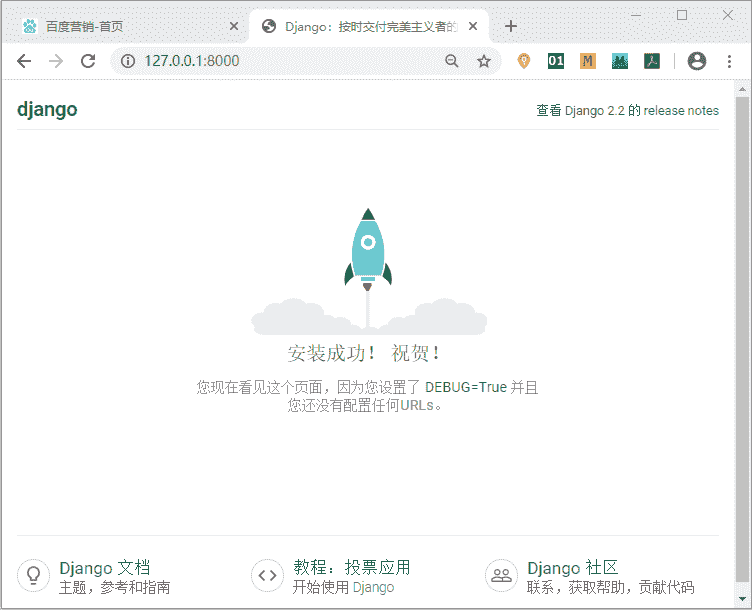 百度营销-首页
Django：按时交付完美主义者的
127.0.0.1:8000
01
M
django
查看 Django 2.2 的 release notes
安装成功！ 祝贺！
您现在看见这个页面，因为您设置了 DEBUG=True 并且
您还没有配置任何URLs。
Django 文档
主题，参考和指南
教程：投票应用
开始使用 Django
Django 社区
联系，获取帮助，贡献代码